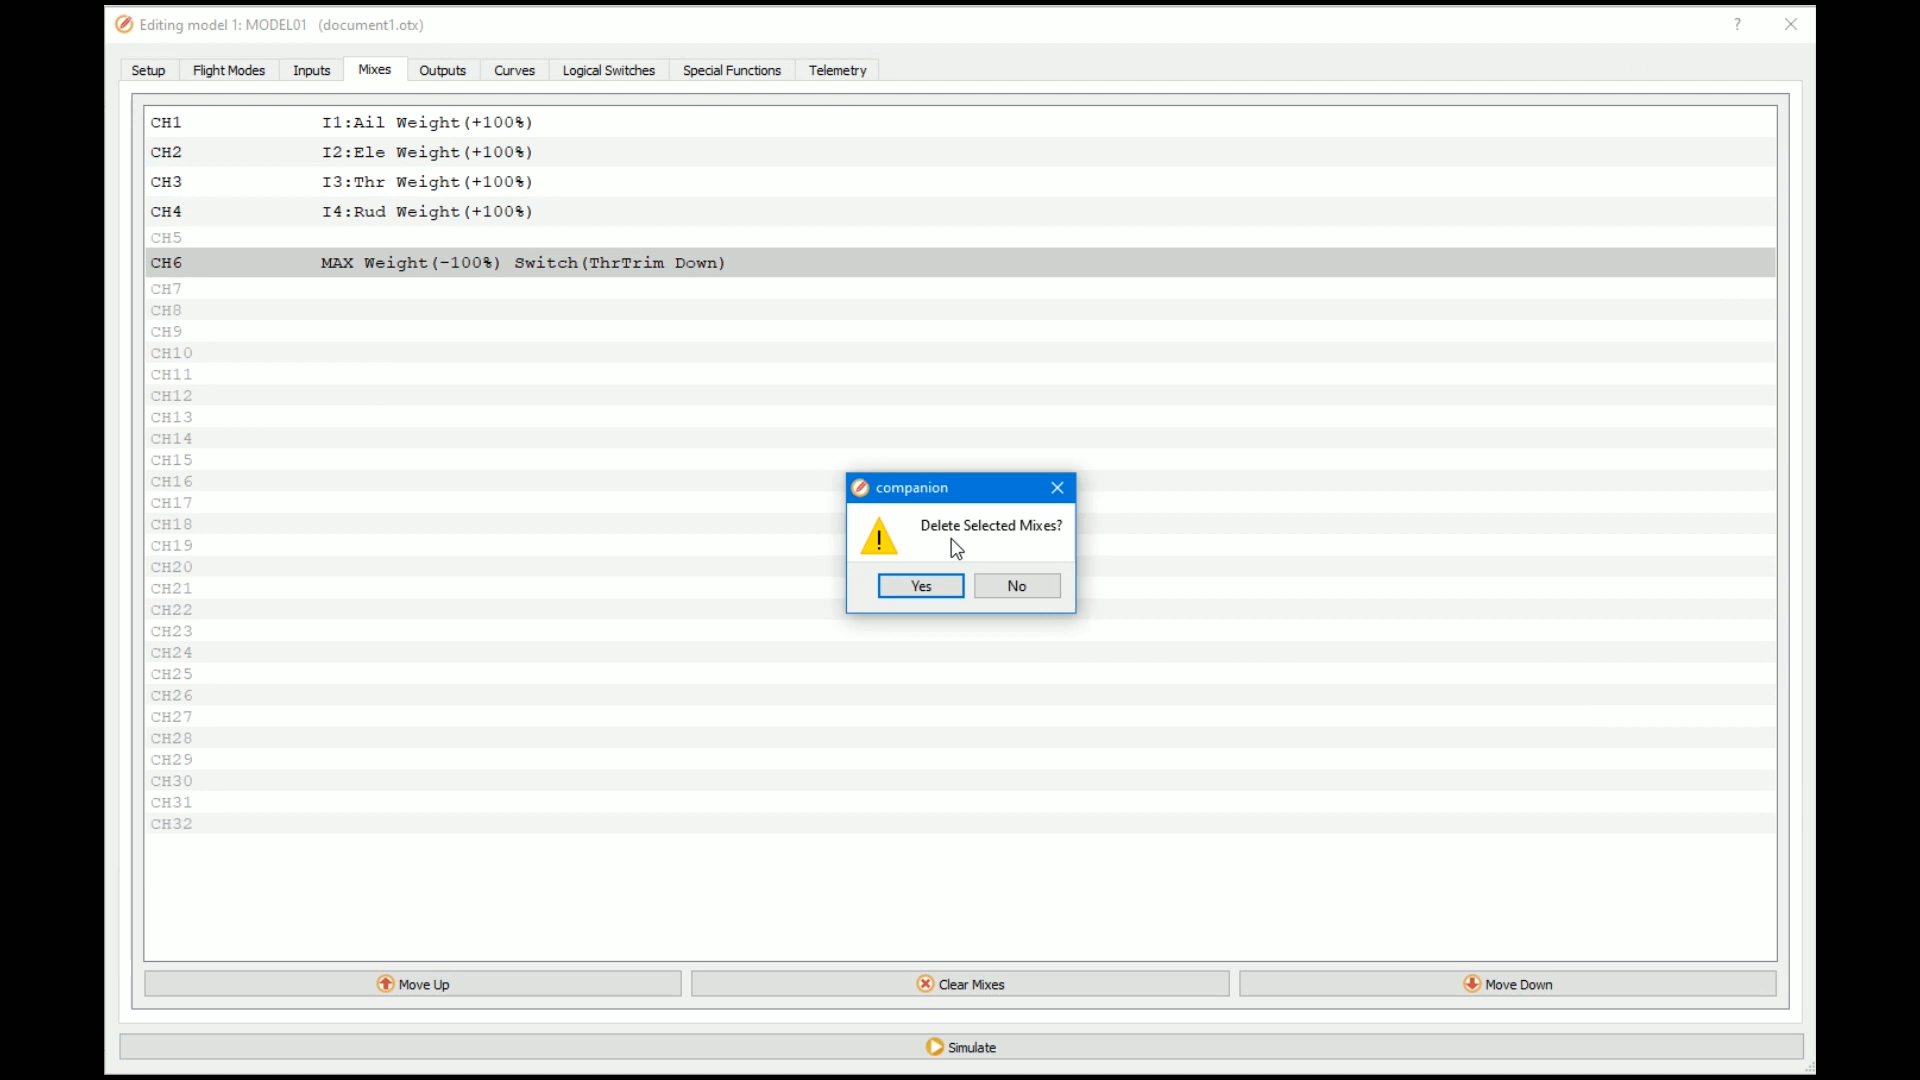 Editing model 1: MODEL01 (document1.otx) ?
Setup Flight Modes Inputs Mixes Outputs Curves Logical Switches Special Functions Telemetry
CH1 I1:Ail Weight(+100%)
CH2 I2:Ele Weight(+100%)
CH3 I3:Thr Weight(+100%)
CH4 I4:Rud Weight(+100%)
CH5
CH6 MAX Weight(-100%) Switch(ThrTrim Down)
CH7
CH8
CH9
CH10
CH11
CH12
CH13
CH14
CH15
CH16
CH17
CH18
CH19
CH20
CH21
CH22
CH23
CH24
CH25
CH26
CH27
CH28
CH29
CH30
CH31
CH32
companion
Delete Selected Mixes?
Yes No
Move Up Clear Mixes Move Down
Simulate